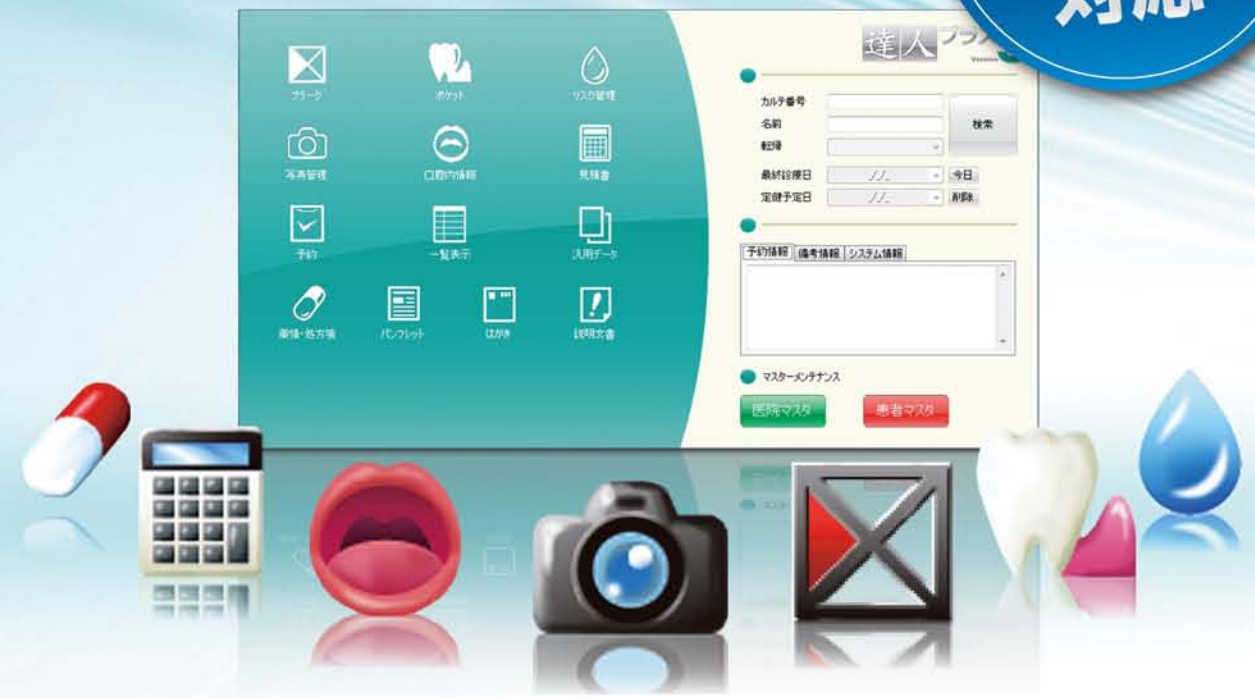 対応
達人プラ
Version
プラーク
ポケット
リスク管理
写真管理
口腔内情報
見積書
予約
一覧表示
汎用データ
薬情・処方箋
パンフレット
はがき
説明文書
カルテ番号
名前
検索
転帰
最終診療日
今日
定健予定日
削除
予約情報
備考情報
システム情報
マスターメンテナンス
医院マスタ
患者マスタ